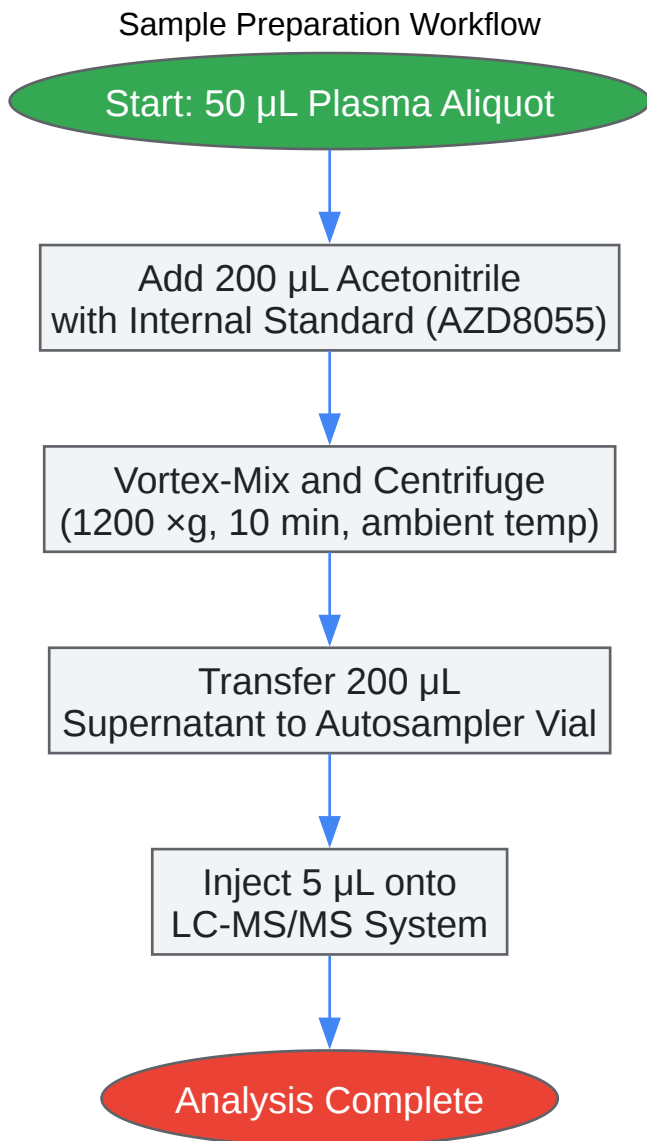 Sample Preparation Workflow
Start: 50 μL Plasma Aliquot
Add 200 μL Acetonitrile
with Internal Standard (AZD8055)
Vortex-Mix and Centrifuge
(1200 ×g, 10 min, ambient temp)
Transfer 200 μL
Supernatant to Autosampler Vial
Inject 5 μL onto
LC-MS/MS System
Analysis Complete